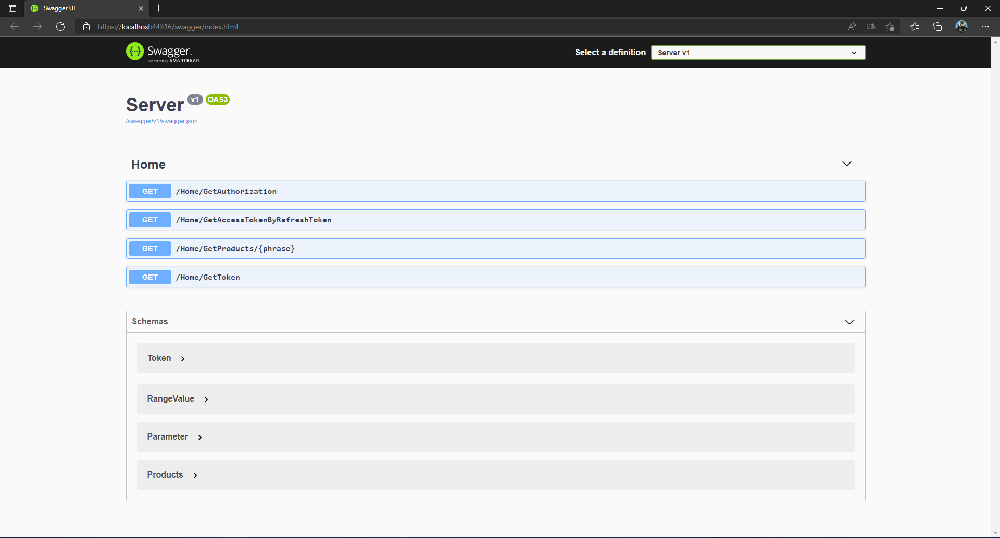 Swagger UI
https://localhost:44316/swagger/index.html
Swagger
Supported by SMARTBEAR
Select a definition
Server v1
Server v1 OAS3
/swagger/v1/swagger.json
Home
GET /Home/GetAuthorization
GET /Home/GetAccessTokenByRefreshToken
GET /Home/GetProducts/{phrase}
GET /Home/GetToken
Schemas
Token
RangeValue
Parameter
Products